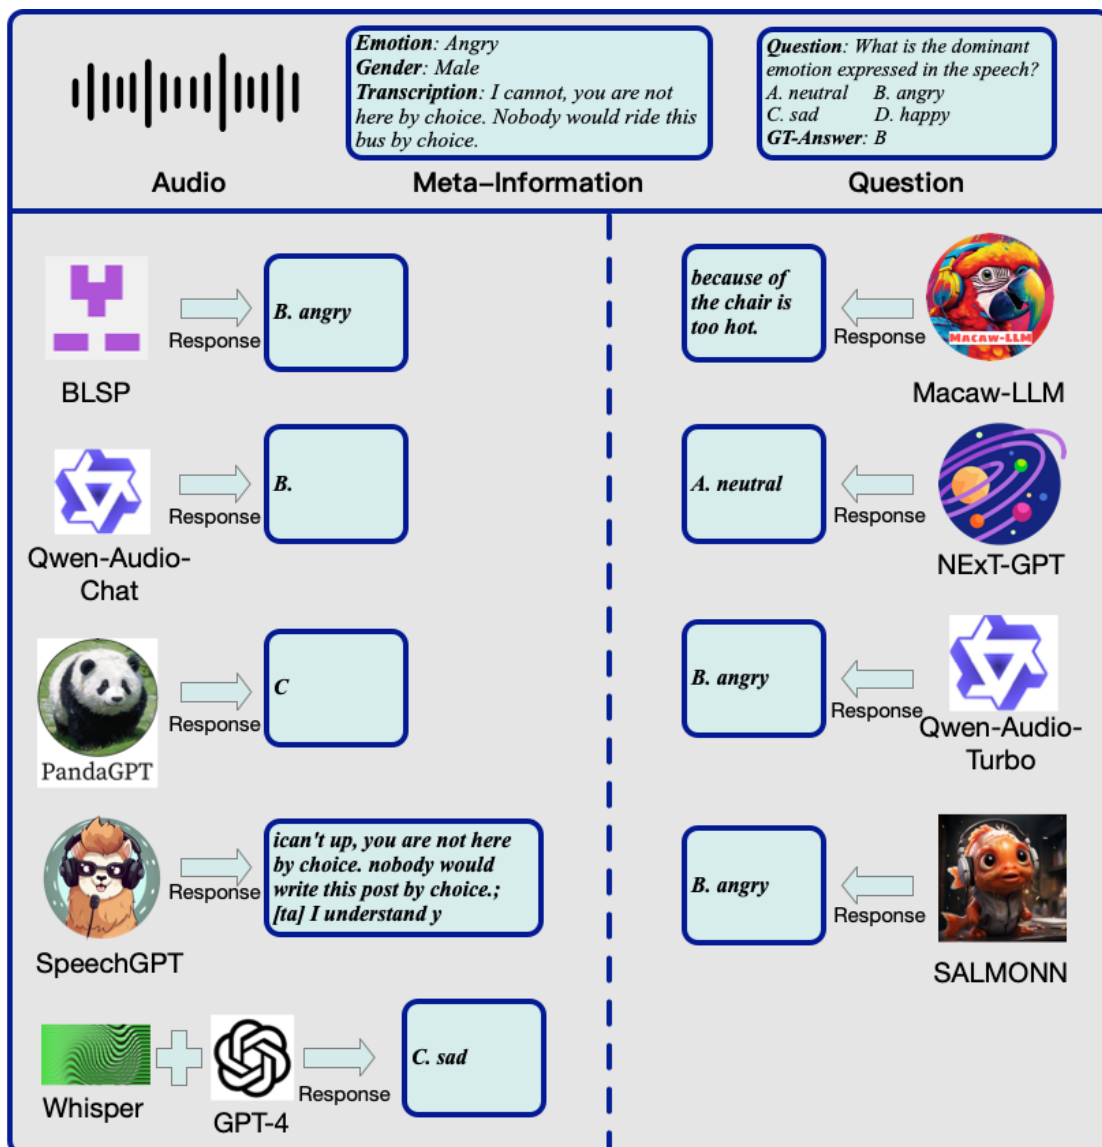 Emotion: Angry
Gender: Male
Transcription: I cannot, you are not
here by choice. Nobody would ride this
bus by choice.
Question: What is the dominant
emotion expressed in the speech?
A. neutral B. angry
C. sad D. happy
GT-Answer: B
Audio
Meta-Information
Question
B. angry
Response
BLSP
because of
the chair is
too hot.
Response
MACAW-LLM
Macaw-LLM
B.
Response
Qwen-Audio-
Chat
A. neutral
Response
NExT-GPT
C
Response
PandaGPT
B. angry
Response
Qwen-Audio-
Turbo
ican't up, you are not here
by choice. nobody would
write this post by choice.;
[ta] I understand y
Response
SpeechGPT
B. angry
Response
SALMONN
C. sad
Response
Whisper
GPT-4